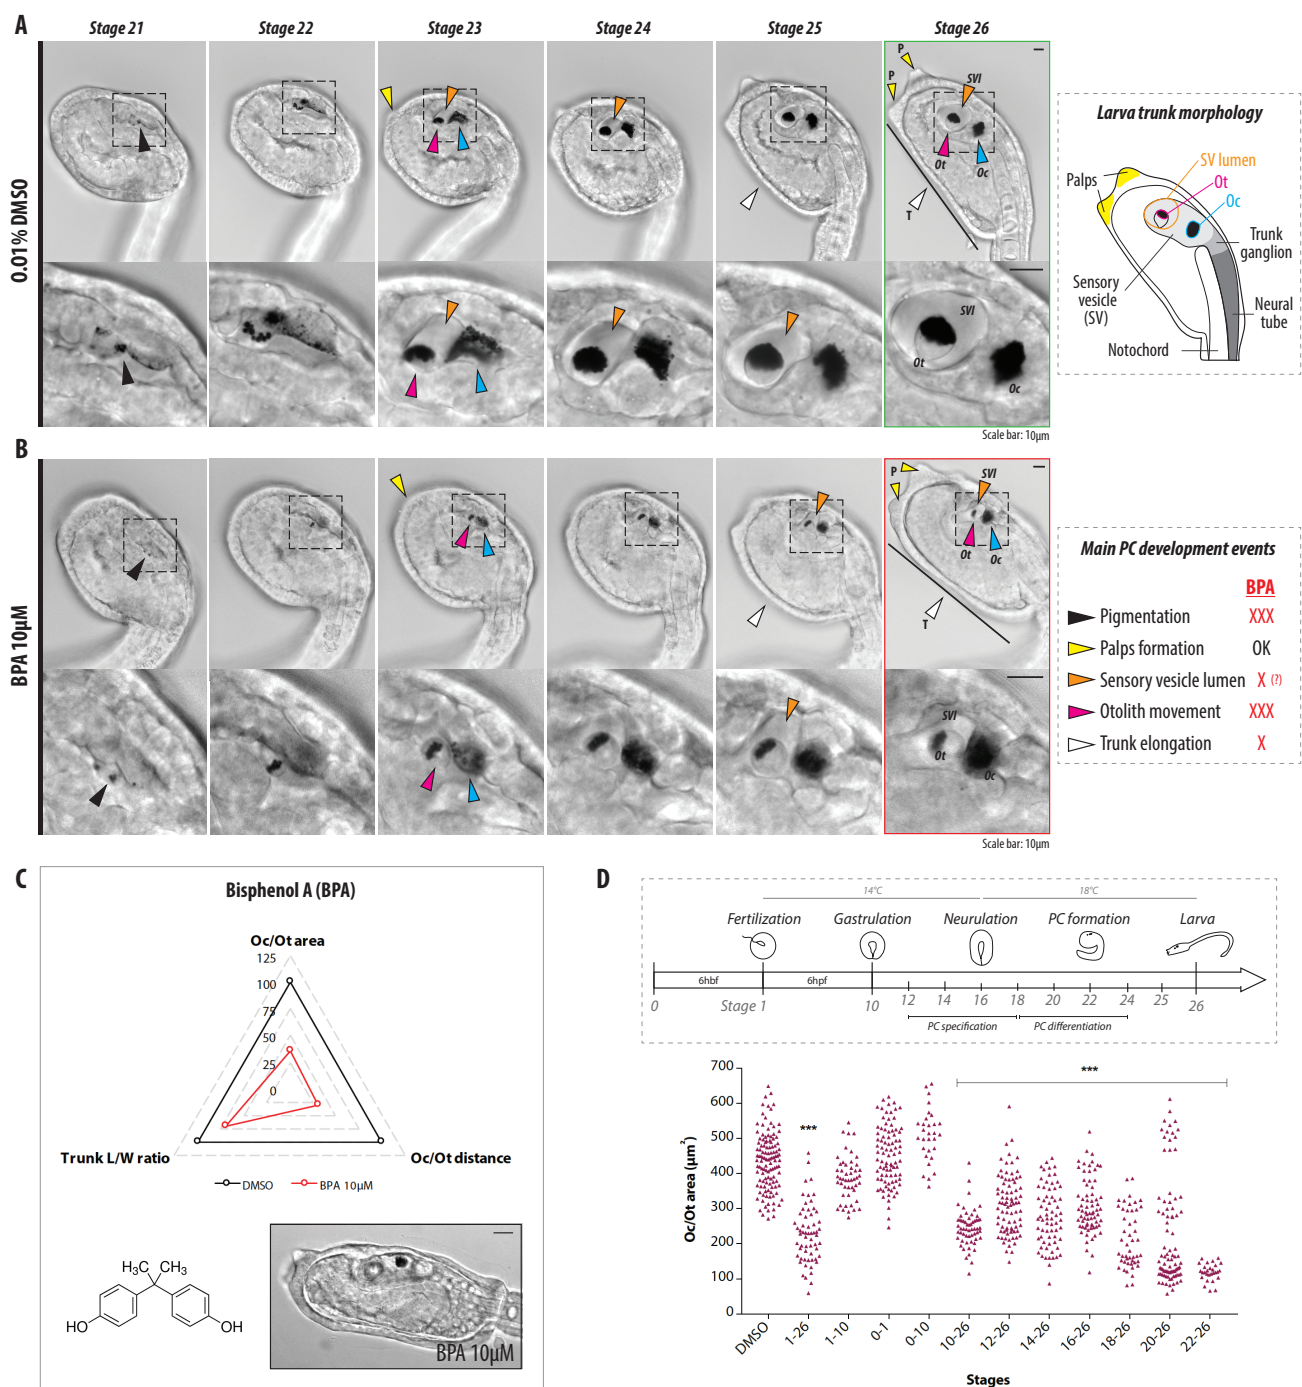 A
Stage 21
Stage 22
Stage 23
Stage 24
Stage 25
Stage 26
0.01% DMSO
P
P
SVl
Ot
Oc
T
SVl
Ot
Oc
Scale bar: 10μm
Larva trunk morphology
SV lumen
Palps
Ot
Oc
Trunk
ganglion
Sensory
vesicle
(SV)
Neural
tube
Notochord
B
BPA 10μM
P
SVl
Ot
Oc
T
SVl
Ot
Oc
Scale bar: 10μm
Main PC development events
BPA
Pigmentation XXX
Palps formation OK
Sensory vesicle lumen X (?)
Otolith movement XXX
Trunk elongation X
C
Bisphenol A (BPA)
Oc/Ot area
125
100
75
50
25
0
Trunk L/W ratio
Oc/Ot distance
DMSO BPA 10μM
H₃C CH₃
HO OH
BPA 10μM
D
14°C 18°C
Fertilization Gastrulation Neurulation PC formation Larva
6hbf 6hpf
0 Stage 1 10 12 14 16 18 20 22 24 25 26
PC specification PC differentiation
Oc/Ot area (μm²)
700
600
500
400
300
200
100
0
***
***
DMSO
1-26
1-10
0-1
0-10
10-26
12-26
14-26
16-26
18-26
20-26
22-26
Stages